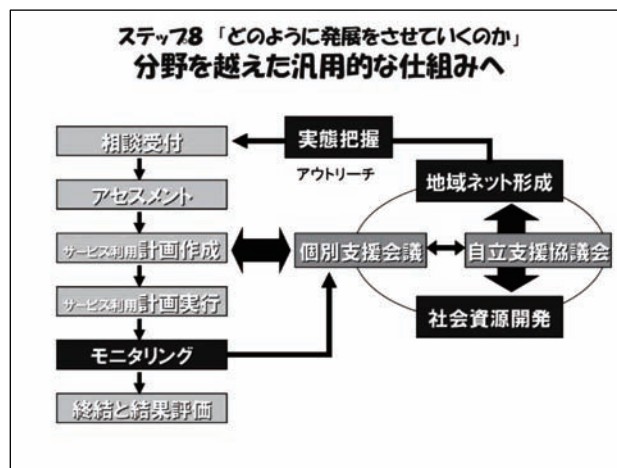 ステップ8 「どのように発展をさせていくのか」
分野を越えた汎用的な仕組みへ
相談受付
実態把握
アウトリーチ
地域ネット形成
アセスメント
サービス利用計画作成
個別支援会議
自立支援協議会
サービス利用計画実行
社会資源開発
モニタリング
終結と結果評価